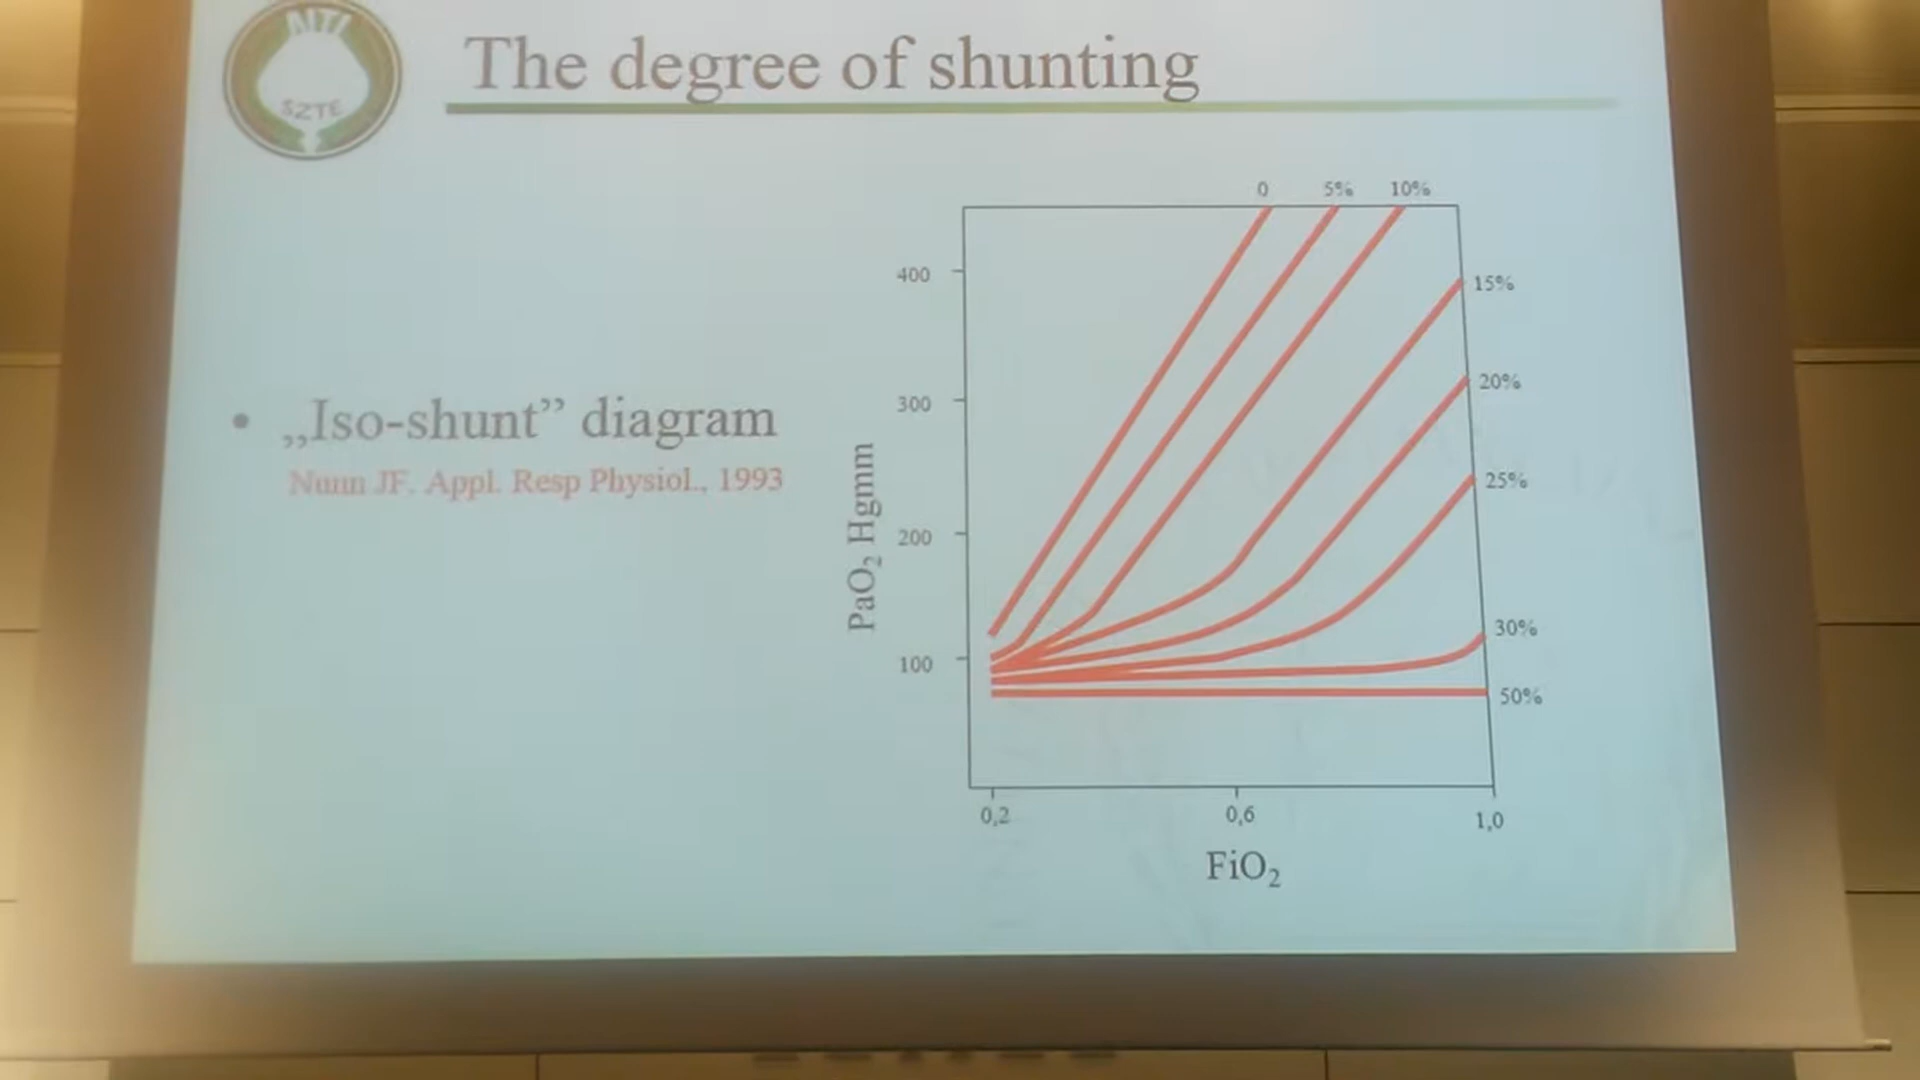 AITI
SZTE
The degree of shunting
• „Iso-shunt” diagram
Nunn JF. Appl. Resp Physiol., 1993
0 5% 10%
400
300
200
100
15%
20%
25%
30%
50%
PaO₂ Hgmm
0,2 0,6 1,0
FiO₂